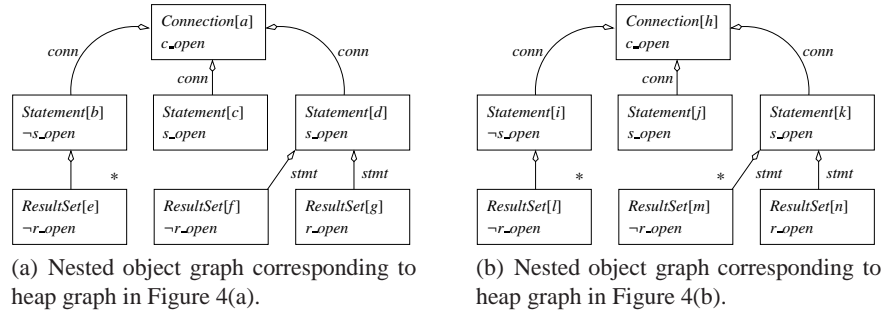 Connection[a]
c_open
conn
conn
conn
Statement[b]
¬s_open
Statement[c]
s_open
Statement[d]
s_open
*
stmt
stmt
ResultSet[e]
¬r_open
ResultSet[f]
¬r_open
ResultSet[g]
r_open
(a) Nested object graph corresponding to
heap graph in Figure 4(a).
Connection[h]
c_open
conn
conn
conn
Statement[i]
¬s_open
Statement[j]
s_open
Statement[k]
s_open
*
*
stmt
stmt
ResultSet[l]
¬r_open
ResultSet[m]
¬r_open
ResultSet[n]
r_open
(b) Nested object graph corresponding to
heap graph in Figure 4(b).